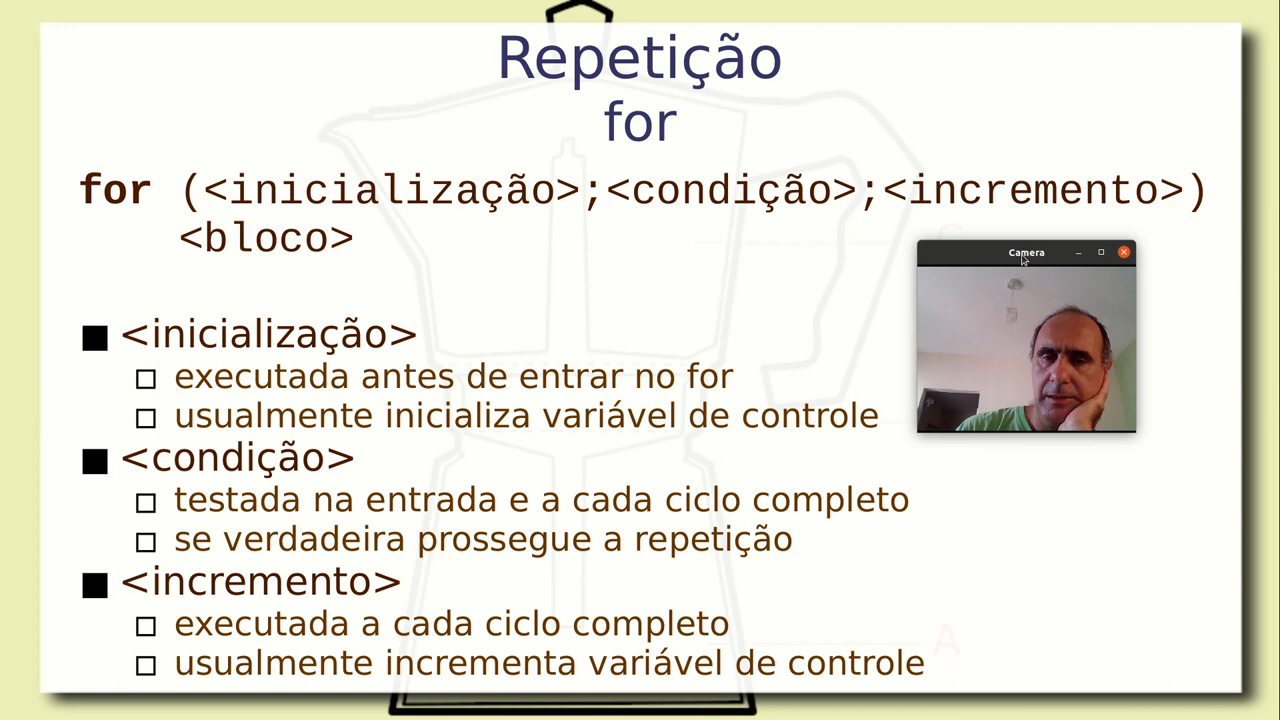 Repetição
for
for (<inicialização>;<condição>;<incremento>)
<bloco>
Camera
<inicialização>
executada antes de entrar no for
usualmente inicializa variável de controle
<condição>
testada na entrada e a cada ciclo completo
se verdadeira prossegue a repetição
<incremento>
executada a cada ciclo completo
usualmente incrementa variável de controle
A